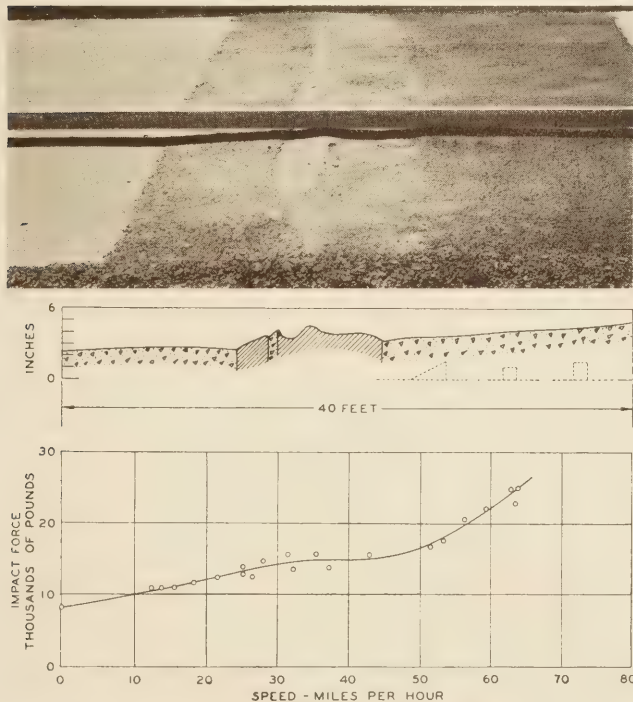 6
INCHES
0
40 FEET
30
20
10
0
IMPACT FORCE
THOUSANDS OF POUNDS
0 10 20 30 40 50 60 70 80
SPEED - MILES PER HOUR